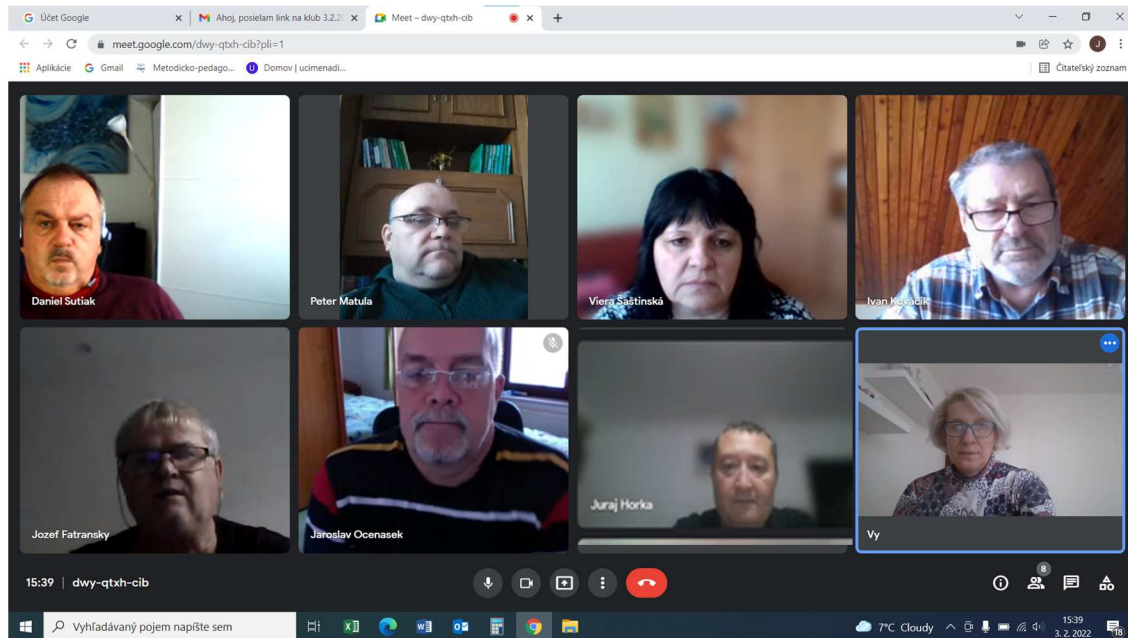 Účet Google
Ahoj, posielam link na klub 3.2.20
Meet – dwy-qtxh-cib
meet.google.com/dwy-qtxh-cib?pli=1
J
Aplikácie
Gmail
Metodicko-pedago...
Domov | ucimenadi...
Čitateľský zoznam
Daniel Sutiak
Peter Matula
Viera Šaštinská
Ivan Kováčik
Jozef Fatransky
Jaroslav Ocenasek
Juraj Horka
Vy
15:39 | dwy-qtxh-cib
8
Vyhľadávaný pojem napíšte sem
7°C Cloudy
15:39
3. 2. 2022
18